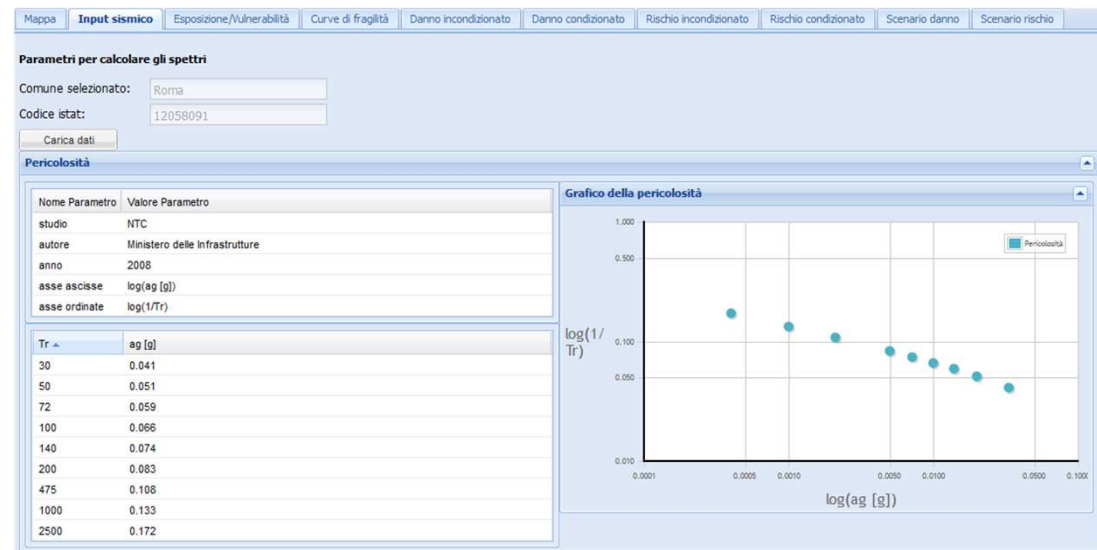 Mappa Input sismico Esposizione/Vulnerabilità Curve di fragilità Danno incondizionato Danno condizionato Rischio incondizionato Rischio condizionato Scenario danno Scenario rischio
Parametri per calcolare gli spettri
Comune selezionato: Roma
Codice istat: 12058091
Carica dati
Pericolosità
Nome Parametro Valore Parametro
studio NTC
autore Ministero delle Infrastrutture
anno 2008
asse ascisse log(ag [g])
asse ordinate log(1/Tr)
Tr ag [g]
30 0.041
50 0.051
72 0.059
100 0.066
140 0.074
200 0.083
475 0.108
1000 0.133
2500 0.172
Grafico della pericolosità
Pericolosità
1.000
0.500
0.100
0.050
0.010
log(1/
Tr)
0.0001 0.0005 0.0010 0.0050 0.0100 0.0500 0.100
log(ag [g])